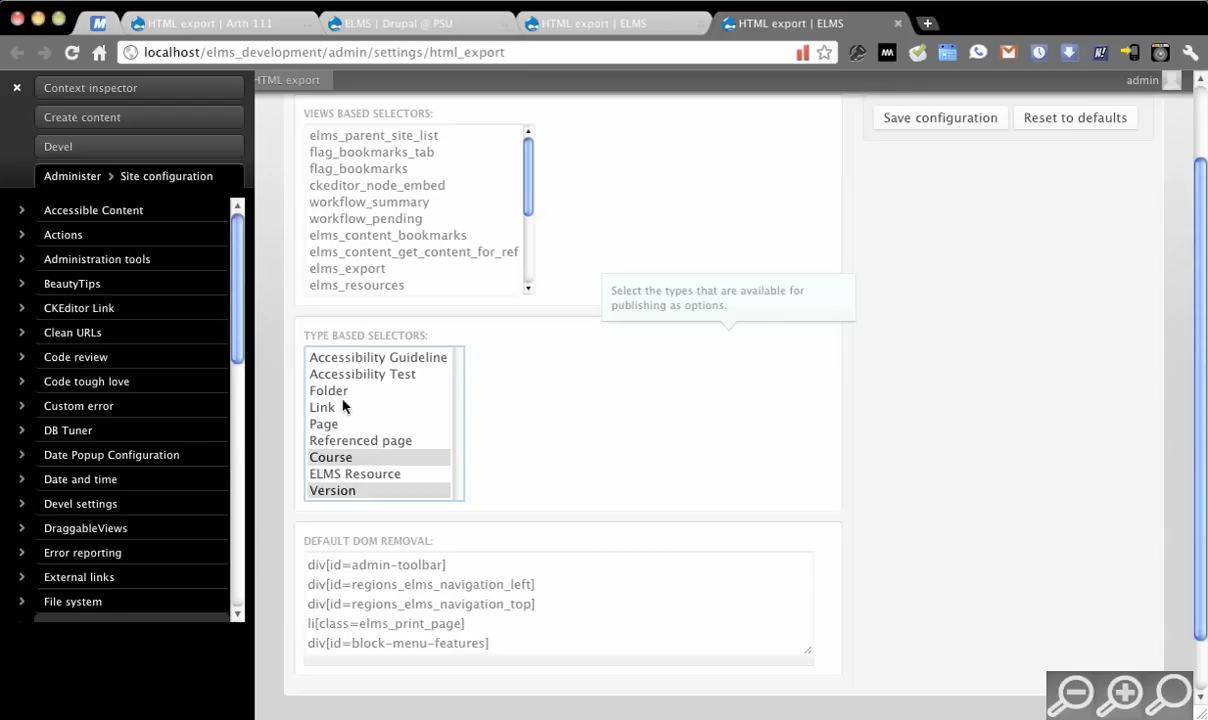 HTML export | Arth 111
ELMS | Drupal @ PSU
HTML export | ELMS
HTML export | ELMS
localhost/elms_development/admin/settings/html_export
Context inspector
HTML export
admin
Create content
Devel
Administer > Site configuration
Accessible Content
Actions
Administration tools
BeautyTips
CKEditor Link
Clean URLs
Code review
Code tough love
Custom error
DB Tuner
Date Popup Configuration
Date and time
Devel settings
DraggableViews
Error reporting
External links
File system
VIEWS BASED SELECTORS:
elms_parent_site_list
flag_bookmarks_tab
flag_bookmarks
ckeditor_node_embed
workflow_summary
workflow_pending
elms_content_bookmarks
elms_content_get_content_for_ref
elms_export
elms_resources
Save configuration
Reset to defaults
Select the types that are available for
publishing as options.
TYPE BASED SELECTORS:
Accessibility Guideline
Accessibility Test
Folder
Link
Page
Referenced page
Course
ELMS Resource
Version
DEFAULT DOM REMOVAL:
div[id=admin-toolbar]
div[id=regions_elms_navigation_left]
div[id=regions_elms_navigation_top]
li[class=elms_print_page]
div[id=block-menu-features]